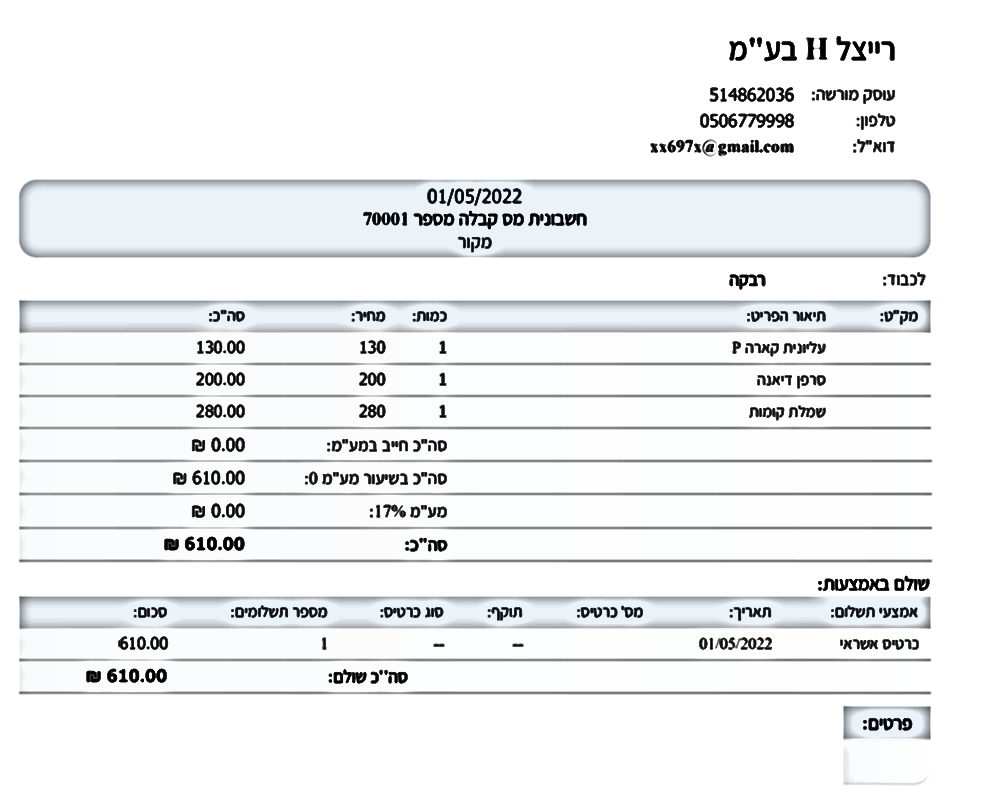 רייצל H בע"מ
עוסק מורשה: 514862036
טלפון: 0506779998
דוא"ל: xx697x@gmail.com
01/05/2022
חשבונית מס קבלה מספר 70001
מקור
לכבוד: רבקה
מק"ט: תיאור הפריט: כמות: מחיר: סה"כ:
עליונית קארה P 1 130 130.00
סרפן דיאנה 1 200 200.00
שמלת קומות 1 280 280.00
סה"כ חייב במע"מ: 0.00 ₪
סה"כ בשיעור מע"מ 0: 610.00 ₪
מע"מ 17%: 0.00 ₪
סה"כ: 610.00 ₪
שולם באמצעות:
אמצעי תשלום: תאריך: מס' כרטיס: תוקף: סוג כרטיס: מספר תשלומים: סכום:
כרטיס אשראי 01/05/2022 -- -- 1 610.00
סה''כ שולם: 610.00 ₪
פרטים: